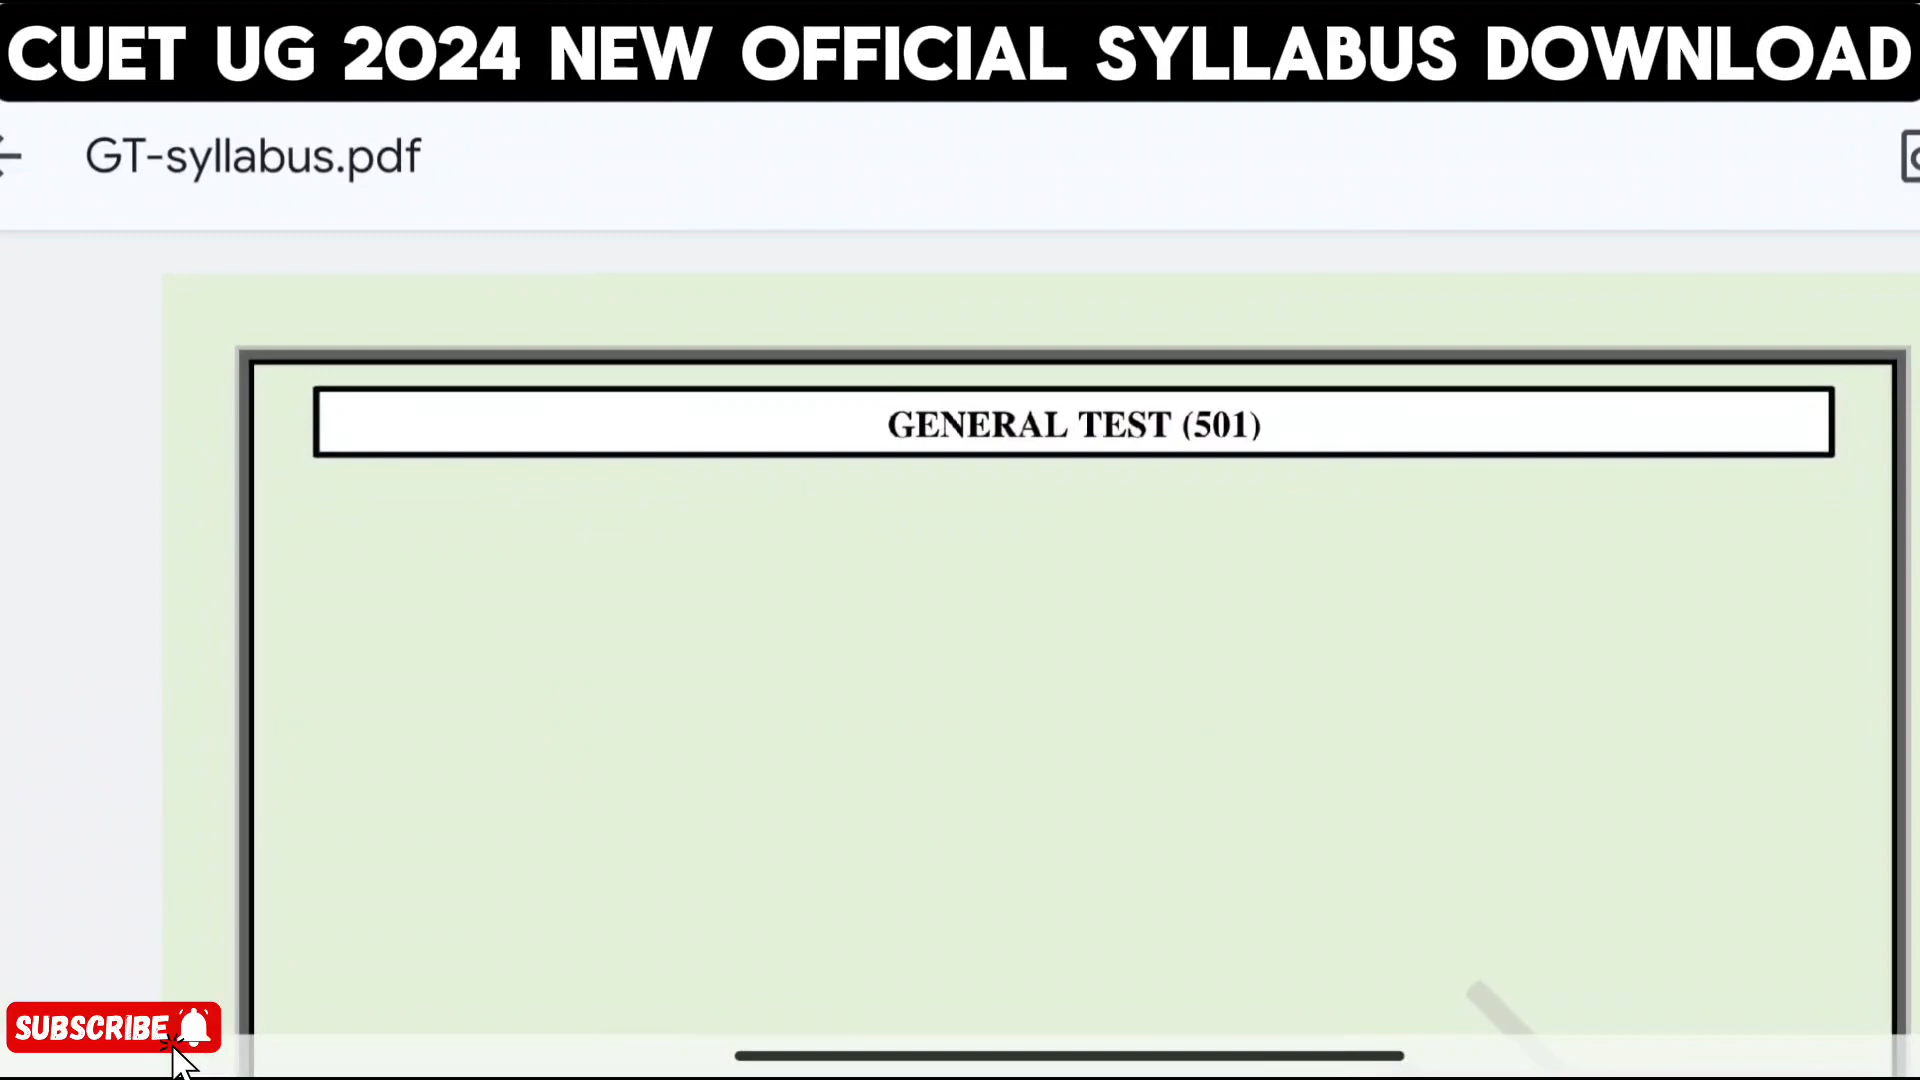 CUET UG 2024 NEW OFFICIAL SYLLABUS DOWNLOAD
GT-syllabus.pdf
GENERAL TEST (501)
SUBSCRIBE